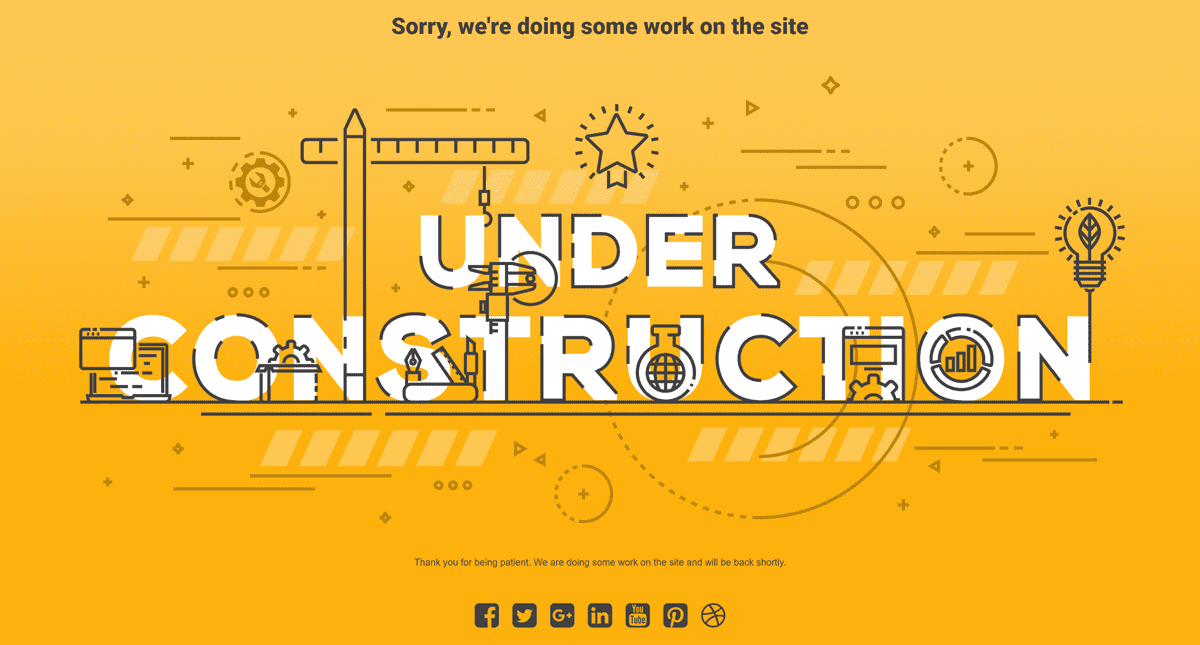 Sorry, we're doing some work on the site
UNDER
CONSTRUCTION
Thank you for being patient. We are doing some work on the site and will be back shortly.
f G+ in You Tube